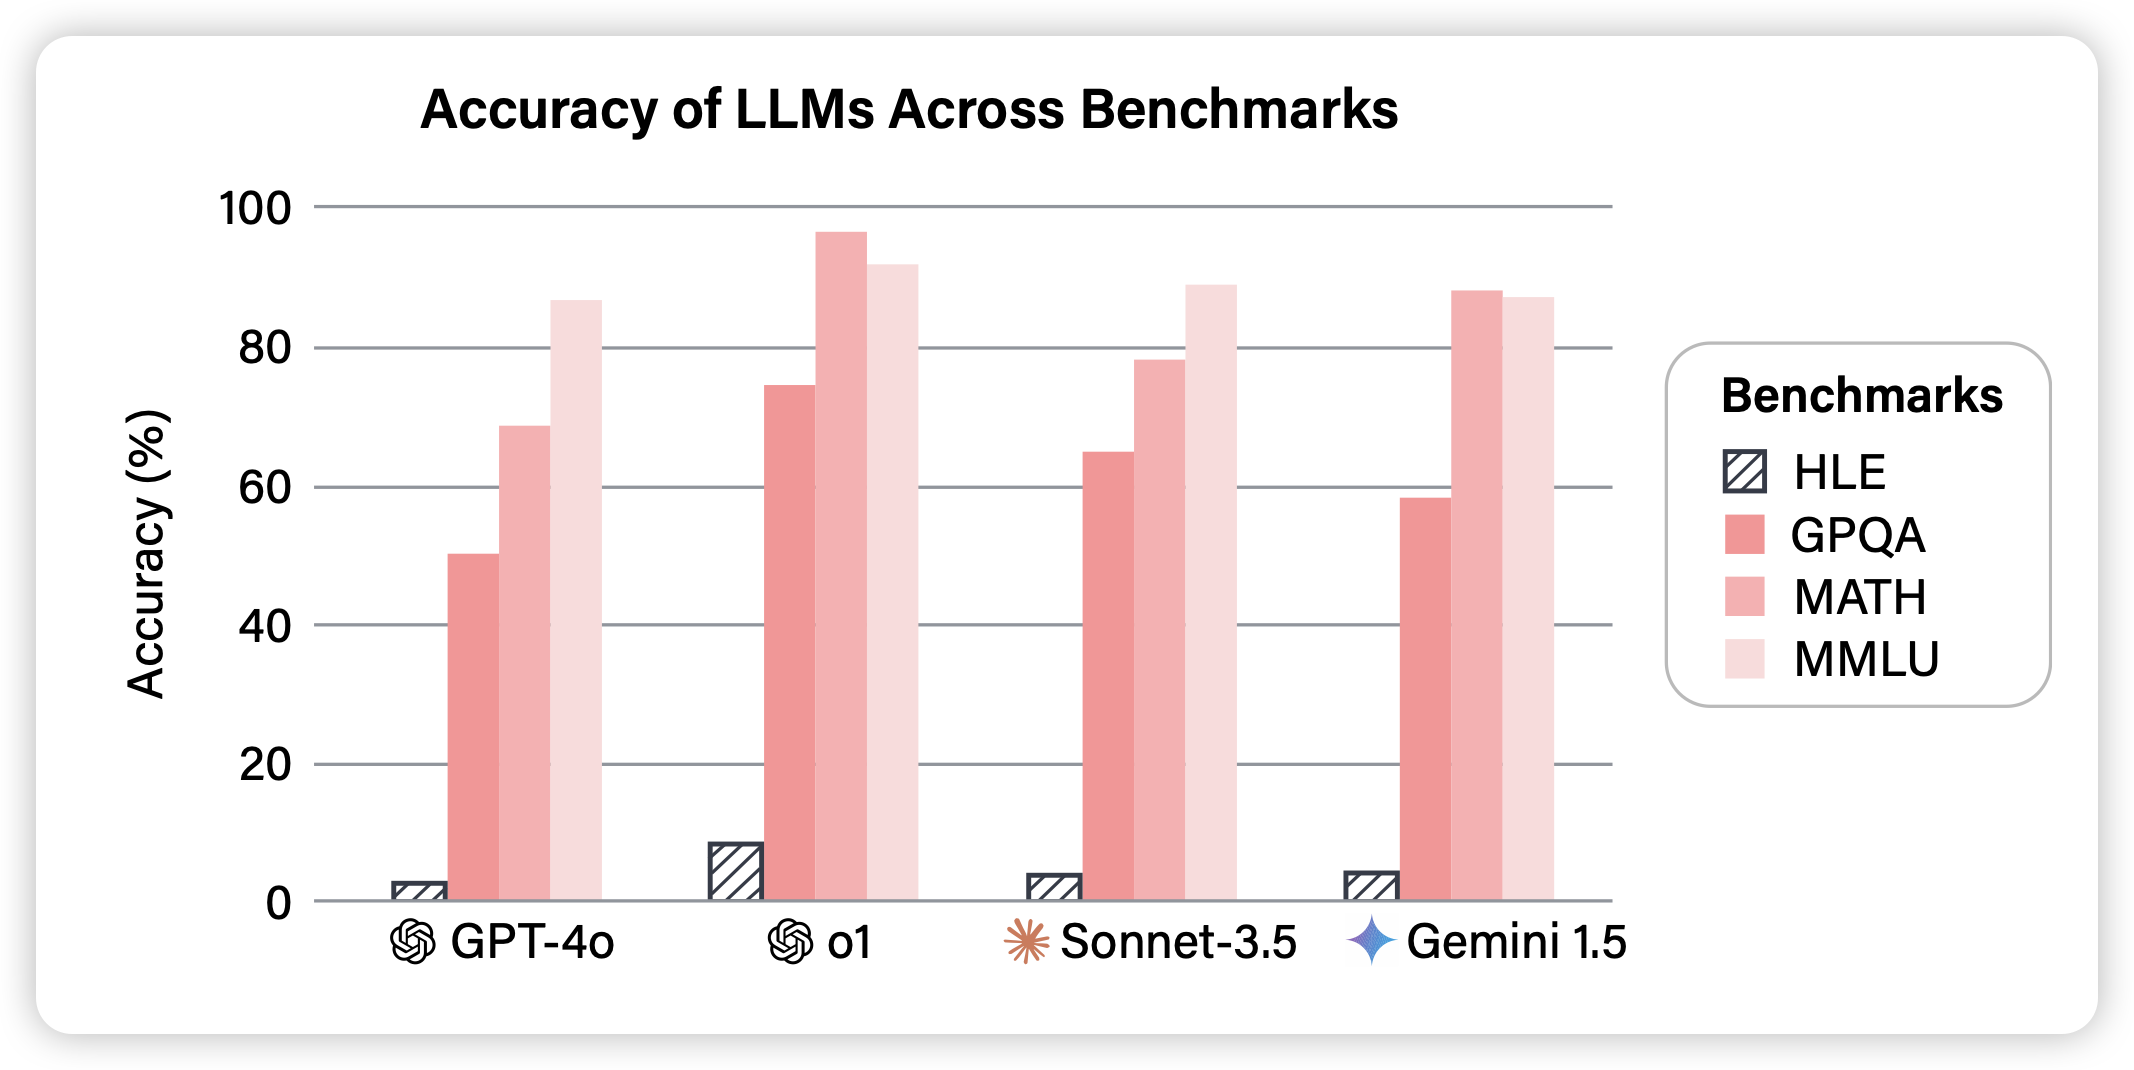 Accuracy of LLMs Across Benchmarks
100
80
60
40
20
0
Accuracy (%)
GPT-4o
o1
Sonnet-3.5
Gemini 1.5
Benchmarks
HLE
GPQA
MATH
MMLU